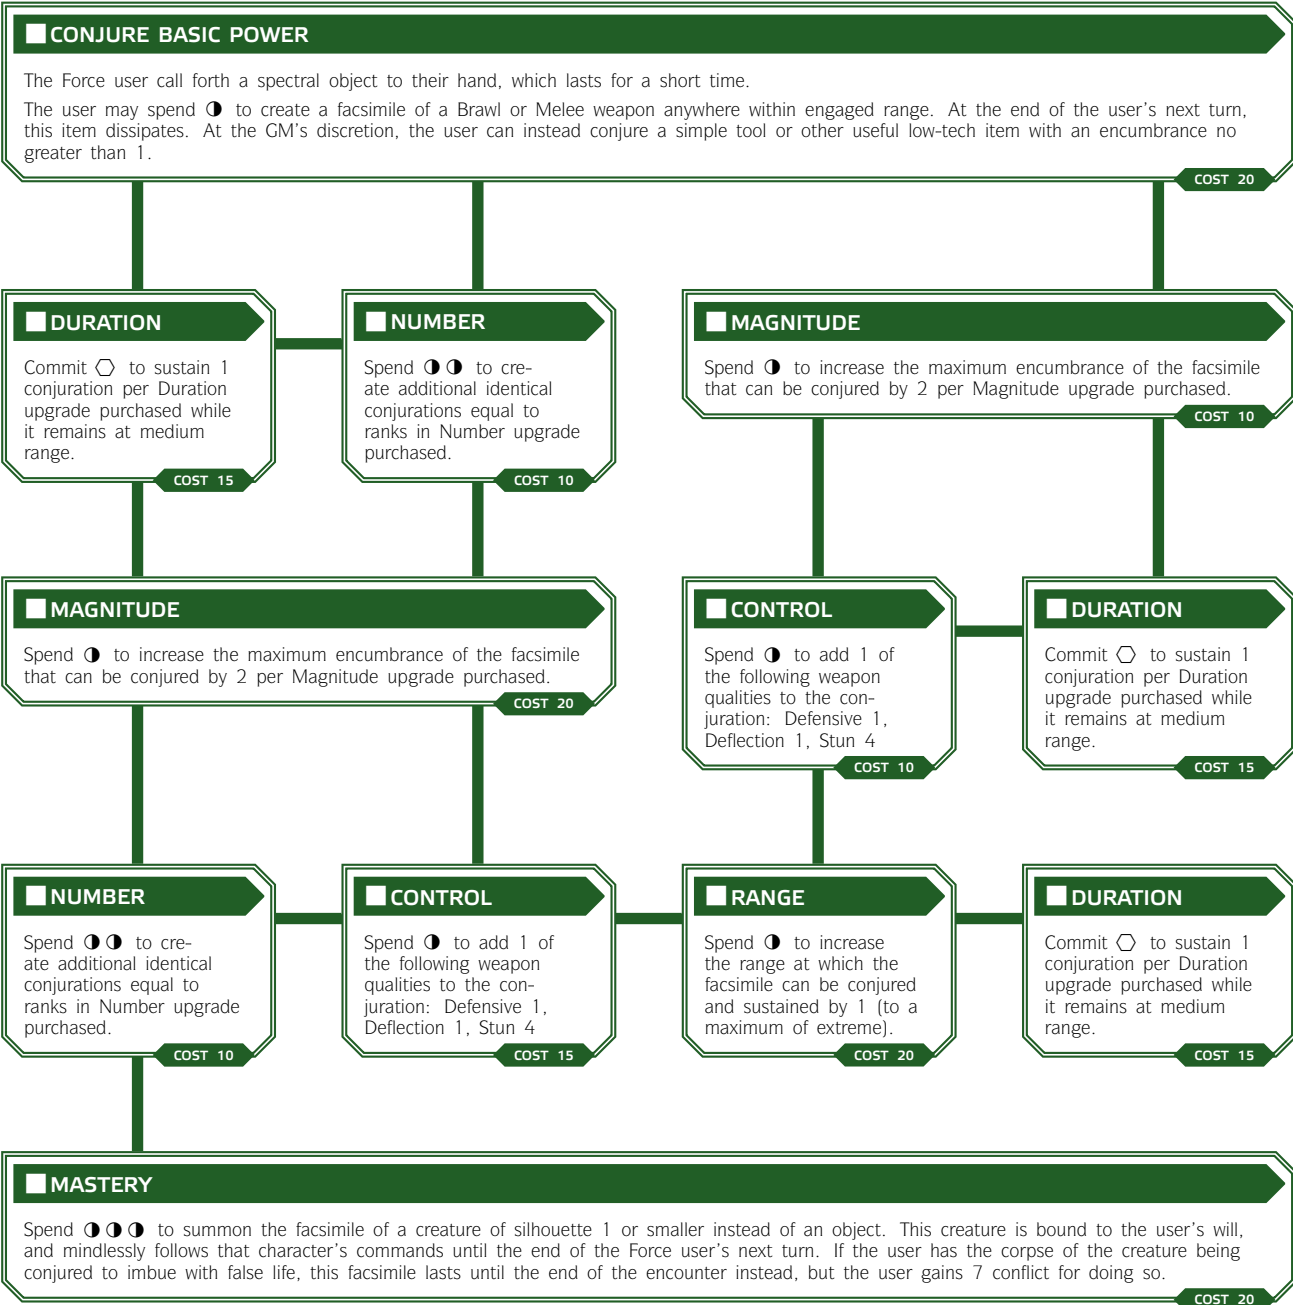 CONJURE BASIC POWER
The Force user call forth a spectral object to their hand, which lasts for a short time.
The user may spend ◑ to create a facsimile of a Brawl or Melee weapon anywhere within engaged range. At the end of the user's next turn,
this item dissipates. At the GM's discretion, the user can instead conjure a simple tool or other useful low-tech item with an encumbrance no
greater than 1.
COST 20
DURATION
Commit ⬡ to sustain 1
conjuration per Duration
upgrade purchased while
it remains at medium
range.
COST 15
NUMBER
Spend ◑◑ to cre-
ate additional identical
conjurations equal to
ranks in Number upgrade
purchased.
COST 10
MAGNITUDE
Spend ◑ to increase the maximum encumbrance of the facsimile
that can be conjured by 2 per Magnitude upgrade purchased.
COST 10
MAGNITUDE
Spend ◑ to increase the maximum encumbrance of the facsimile
that can be conjured by 2 per Magnitude upgrade purchased.
COST 20
CONTROL
Spend ◑ to add 1 of
the following weapon
qualities to the con-
juration: Defensive 1,
Deflection 1, Stun 4
COST 10
DURATION
Commit ⬡ to sustain 1
conjuration per Duration
upgrade purchased while
it remains at medium
range.
COST 15
NUMBER
Spend ◑◑ to cre-
ate additional identical
conjurations equal to
ranks in Number upgrade
purchased.
COST 10
CONTROL
Spend ◑ to add 1 of
the following weapon
qualities to the con-
juration: Defensive 1,
Deflection 1, Stun 4
COST 15
RANGE
Spend ◑ to increase
the range at which the
facsimile can be conjured
and sustained by 1 (to a
maximum of extreme).
COST 20
DURATION
Commit ⬡ to sustain 1
conjuration per Duration
upgrade purchased while
it remains at medium
range.
COST 15
MASTERY
Spend ◑◑◑ to summon the facsimile of a creature of silhouette 1 or smaller instead of an object. This creature is bound to the user's will,
and mindlessly follows that character's commands until the end of the Force user's next turn. If the user has the corpse of the creature being
conjured to imbue with false life, this facsimile lasts until the end of the encounter instead, but the user gains 7 conflict for doing so.
COST 20